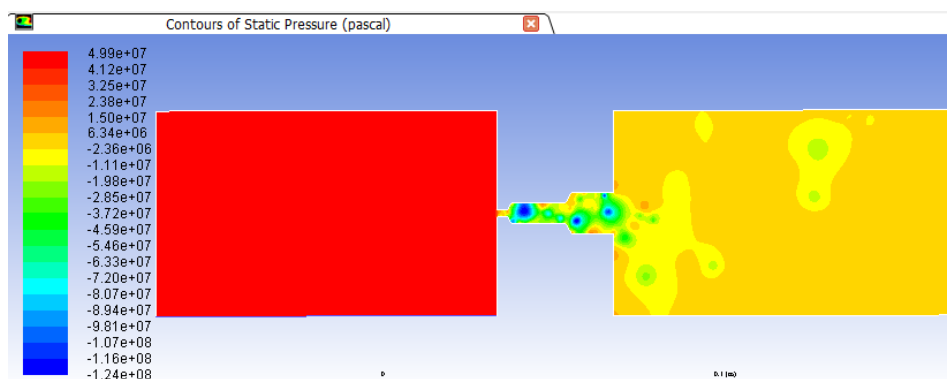 Contours of Static Pressure (pascal)
4.99e+07
4.12e+07
3.25e+07
2.38e+07
1.50e+07
6.34e+06
-2.36e+06
-1.11e+07
-1.98e+07
-2.85e+07
-3.72e+07
-4.59e+07
-5.46e+07
-6.33e+07
-7.20e+07
-8.07e+07
-8.94e+07
-9.81e+07
-1.07e+08
-1.16e+08
-1.24e+08
0
0.1 (m)